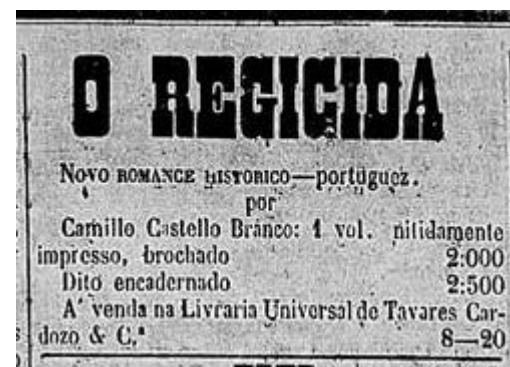 O REGICIDA
NOVO ROMANCE HISTORICO—portuguez.
por
Camillo Castello Branco: 1 vol. nitidamente
impresso, brochado 2:000
Dito encadernado 2:500
A' venda na Livraria Universal de Tavares Car-
dozo & C.ª 8—20